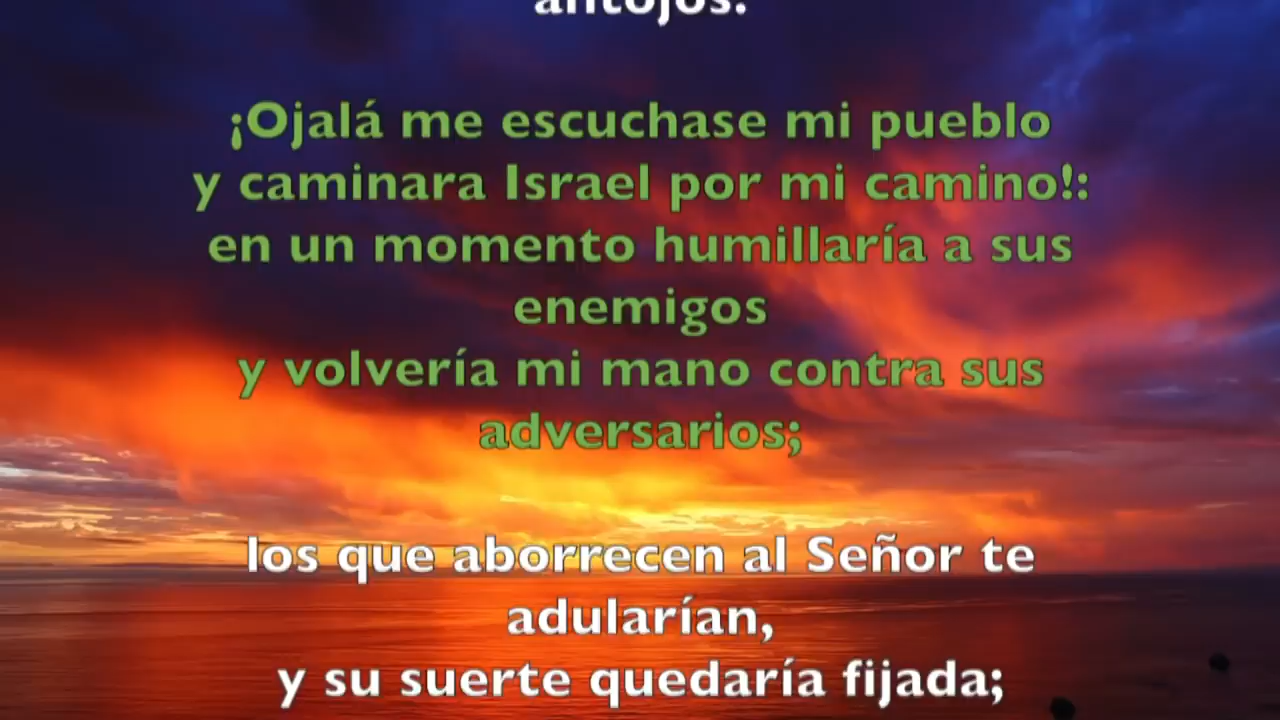 antojos.
¡Ojalá me escuchase mi pueblo
y caminara Israel por mi camino!:
en un momento humillaría a sus
enemigos
y volvería mi mano contra sus
adversarios;
los que aborrecen al Señor te
adularían,
y su suerte quedaría fijada;